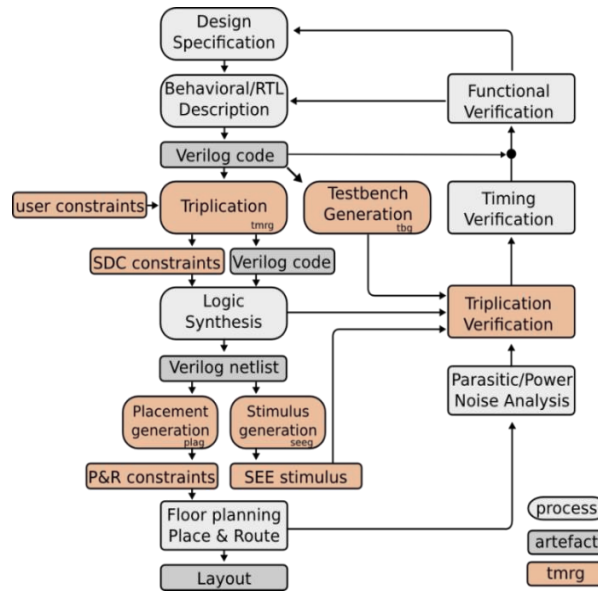 Design
Specification
Behavioral/RTL
Description
Functional
Verification
Verilog code
user constraints
Triplication
tmrg
Testbench
Generation
tbg
Timing
Verification
SDC constraints
Verilog code
Logic
Synthesis
Triplication
Verification
Verilog netlist
Parasitic/Power
Noise Analysis
Placement
generation
plag
Stimulus
generation
seeg
P&R constraints
SEE stimulus
Floor planning
Place & Route
Layout
process
artefact
tmrg